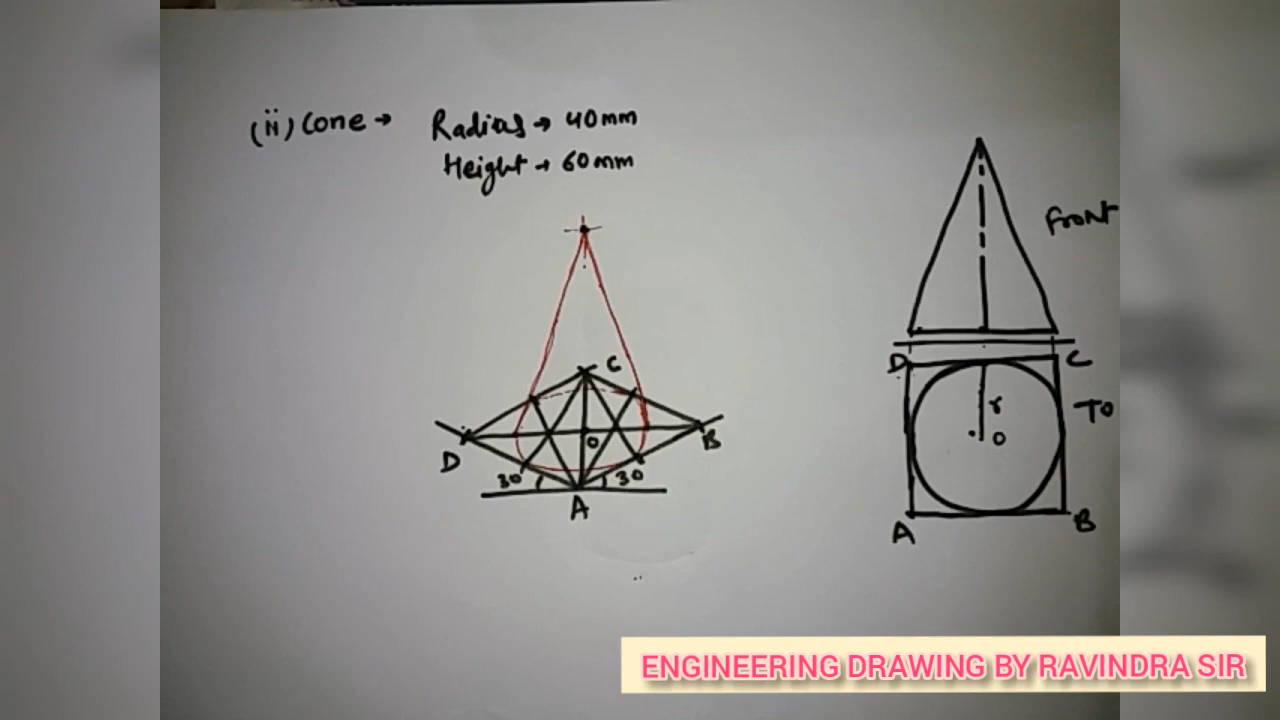 (ii) Cone → Radius → 40mm
Height → 60mm
Front
C
D
C
r
To
O
B
O
D
30
30
A
A
B
ENGINEERING DRAWING BY RAVINDRA SIR